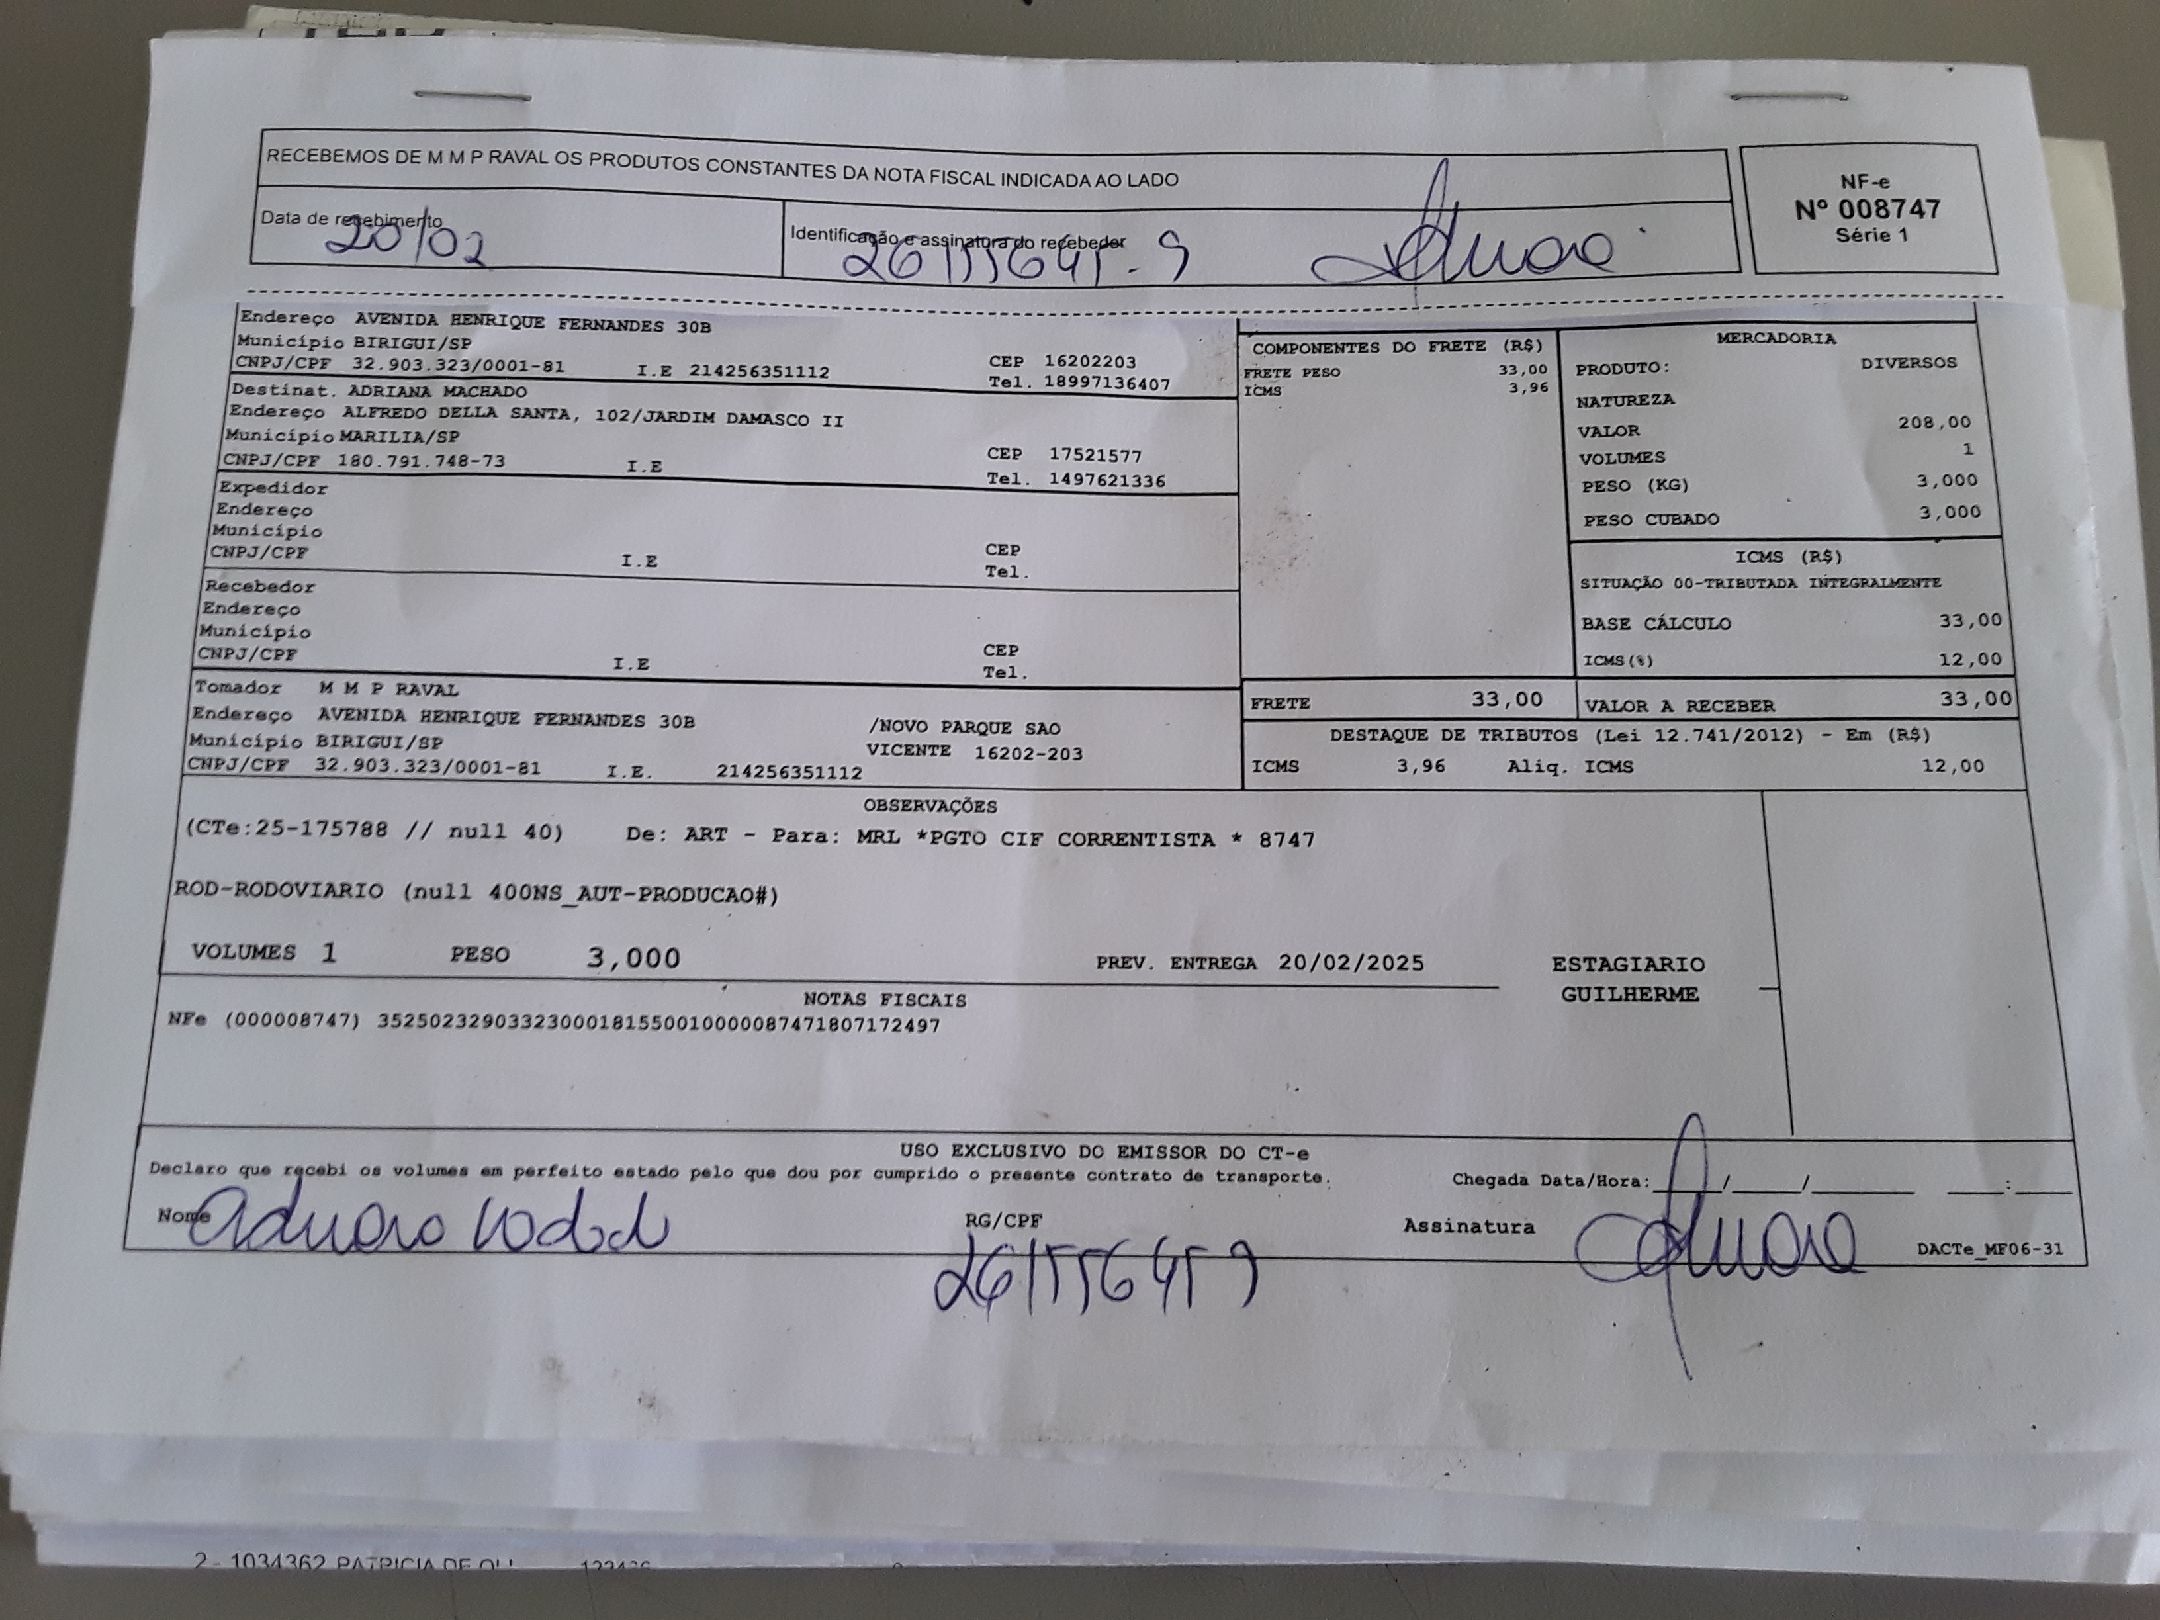 RECEBEMOS DE M M P RAVAL OS PRODUTOS CONSTANTES DA NOTA FISCAL INDICADA AO LADO
NF-e
Nº 008747
Série 1
Data de recebimento
20/02
Identificação e assinatura do recebedor
Endereço AVENIDA HENRIQUE FERNANDES 30B
Município BIRIGUI/SP
CEP 16202203
CNPJ/CPF 32.903.323/0001-81 I.E 214256351112
Tel. 18997136407
Destinat. ADRIANA MACHADO
Endereço ALFREDO DELLA SANTA, 102/JARDIM DAMASCO II
Município MARILIA/SP
CEP 17521577
CNPJ/CPF 180.791.748-73 I.E
Tel. 1497621336
Expedidor
Endereço
Município
CEP
CNPJ/CPF I.E
Tel.
Recebedor
Endereço
Município
CEP
CNPJ/CPF I.E
Tel.
Tomador M M P RAVAL
Endereço AVENIDA HENRIQUE FERNANDES 30B /NOVO PARQUE SAO
Município BIRIGUI/SP VICENTE 16202-203
CNPJ/CPF 32.903.323/0001-81 I.E. 214256351112
COMPONENTES DO FRETE (R$)
FRETE PESO 33,00
ICMS 3,96
MERCADORIA
PRODUTO: DIVERSOS
NATUREZA
VALOR 208,00
VOLUMES 1
PESO (KG) 3,000
PESO CUBADO 3,000
ICMS (R$)
SITUAÇÃO 00-TRIBUTADA INTEGRALMENTE
BASE CÁLCULO 33,00
ICMS(%) 12,00
FRETE 33,00 VALOR A RECEBER 33,00
DESTAQUE DE TRIBUTOS (Lei 12.741/2012) - Em (R$)
ICMS 3,96 Aliq. ICMS 12,00
OBSERVAÇÕES
(CTe:25-175788 // null 40) De: ART - Para: MRL *PGTO CIF CORRENTISTA * 8747
ROD-RODOVIARIO (null 400NS_AUT-PRODUCAO#)
VOLUMES 1 PESO 3,000 PREV. ENTREGA 20/02/2025 ESTAGIARIO
GUILHERME
NOTAS FISCAIS
NFe (000008747) 35250232903323000181550010000087471807172497
USO EXCLUSIVO DO EMISSOR DO CT-e
Declaro que recebi os volumes em perfeito estado pelo que dou por cumprido o presente contrato de transporte.
Chegada Data/Hora:____/____/______ ___:___
Nome
RG/CPF
Assinatura
DACTe_MF06-31
2 - 1034362 PATRICIA DE